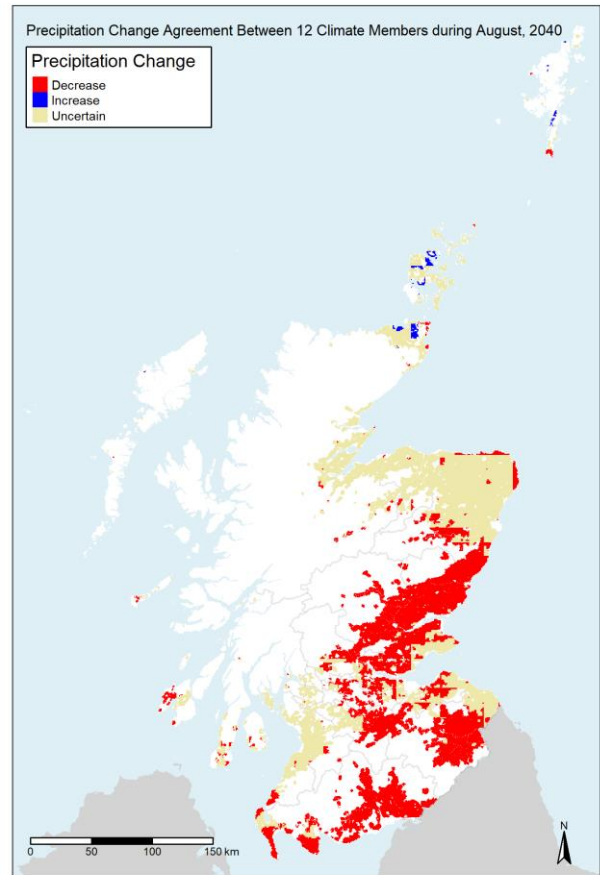 Precipitation Change Agreement Between 12 Climate Members during August, 2040
Precipitation Change
Decrease
Increase
Uncertain
0 50 100 150 km
N